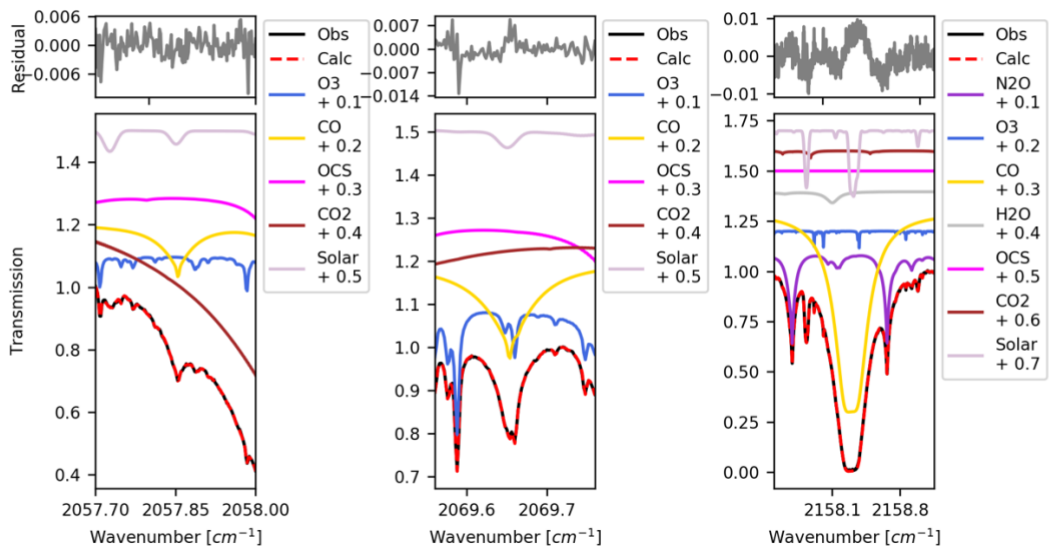 0.006
0.000
−0.006
Residual
Obs
Calc
O3
+ 0.1
CO
+ 0.2
OCS
+ 0.3
CO2
+ 0.4
Solar
+ 0.5
1.4
1.2
1.0
0.8
0.6
0.4
Transmission
2057.70 2057.85 2058.00
Wavenumber [cm⁻¹]
0.007
0.000
−0.007
−0.014
Obs
Calc
O3
+ 0.1
CO
+ 0.2
OCS
+ 0.3
CO2
+ 0.4
Solar
+ 0.5
1.5
1.4
1.3
1.2
1.1
1.0
0.9
0.8
0.7
2069.6 2069.7
Wavenumber [cm⁻¹]
0.01
0.00
−0.01
Obs
Calc
N2O
+ 0.1
O3
+ 0.2
CO
+ 0.3
H2O
+ 0.4
OCS
+ 0.5
CO2
+ 0.6
Solar
+ 0.7
1.75
1.50
1.25
1.00
0.75
0.50
0.25
0.00
2158.1 2158.8
Wavenumber [cm⁻¹]